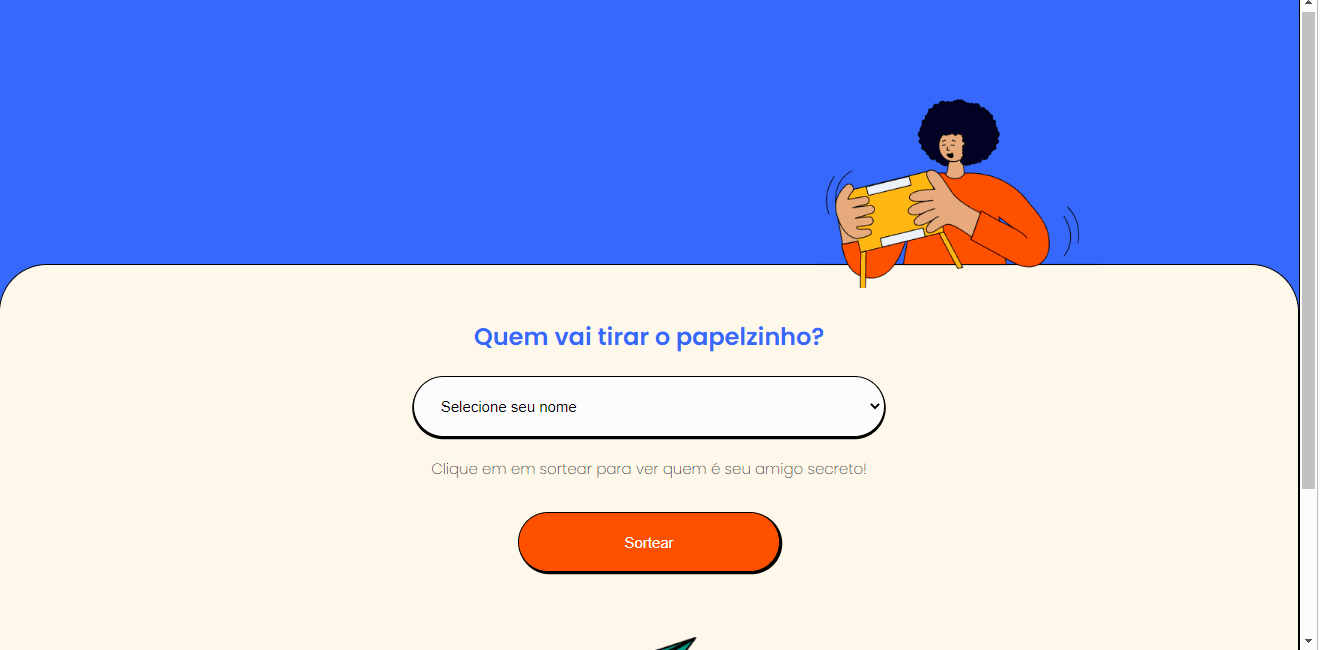 Quem vai tirar o papelzinho?
Selecione seu nome
Clique em em sortear para ver quem é seu amigo secreto!
Sortear